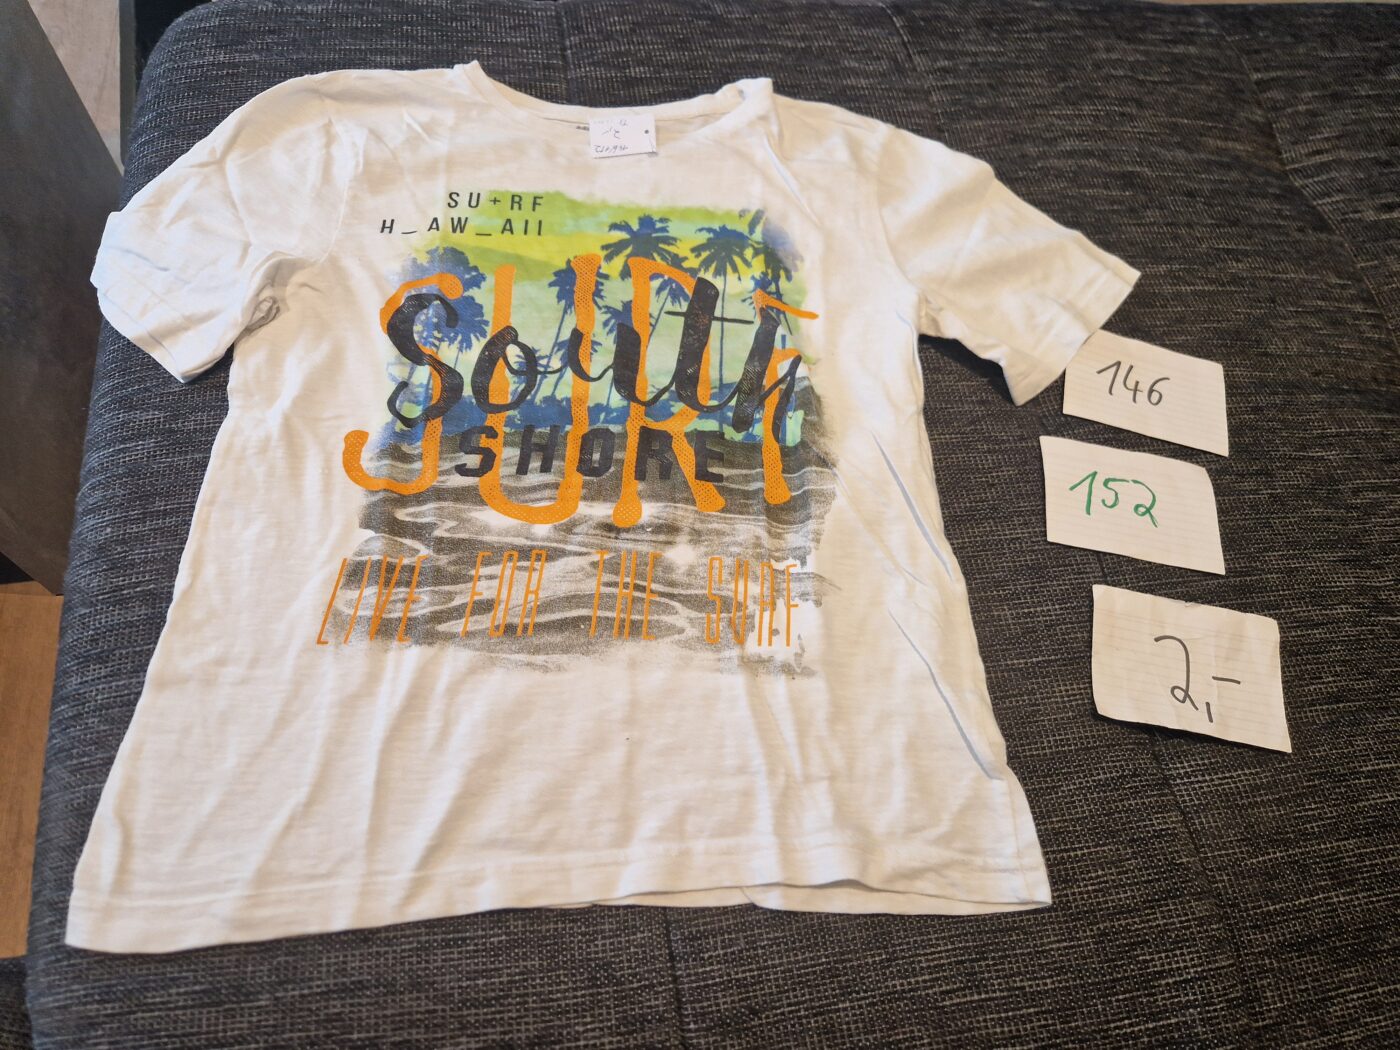 SU+RF
H_AW_AII
SURF
South
SHORE
LIVE FOR THE SURF
146
152
2,-